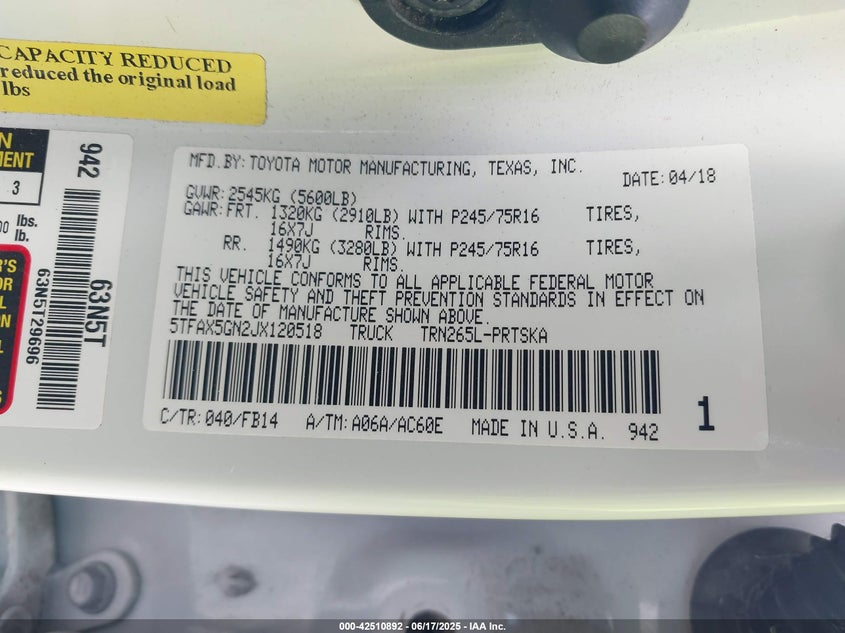 CAPACITY REDUCED
reduced the original load
lbs
MENT
3
lbs.
lb.
942
63N5T
63N5T29696
MFD.BY: TOYOTA MOTOR MANUFACTURING, TEXAS, INC.
DATE: 04/18
GVWR: 2545KG (5600LB)
GAWR: FRT. 1320KG (2910LB) WITH P245/75R16 TIRES,
16X7J RIMS.
RR. 1490KG (3280LB) WITH P245/75R16 TIRES,
16X7J RIMS.
THIS VEHICLE CONFORMS TO ALL APPLICABLE FEDERAL MOTOR
VEHICLE SAFETY AND THEFT PREVENTION STANDARDS IN EFFECT ON
THE DATE OF MANUFACTURE SHOWN ABOVE.
5TFAX5GN2JX120518 TRUCK TRN265L-PRTSKA
C/TR: 040/FB14 A/TM: A06A/AC60E MADE IN U.S.A. 942
1
000-42510892 - 06/17/2025 - IAA Inc.